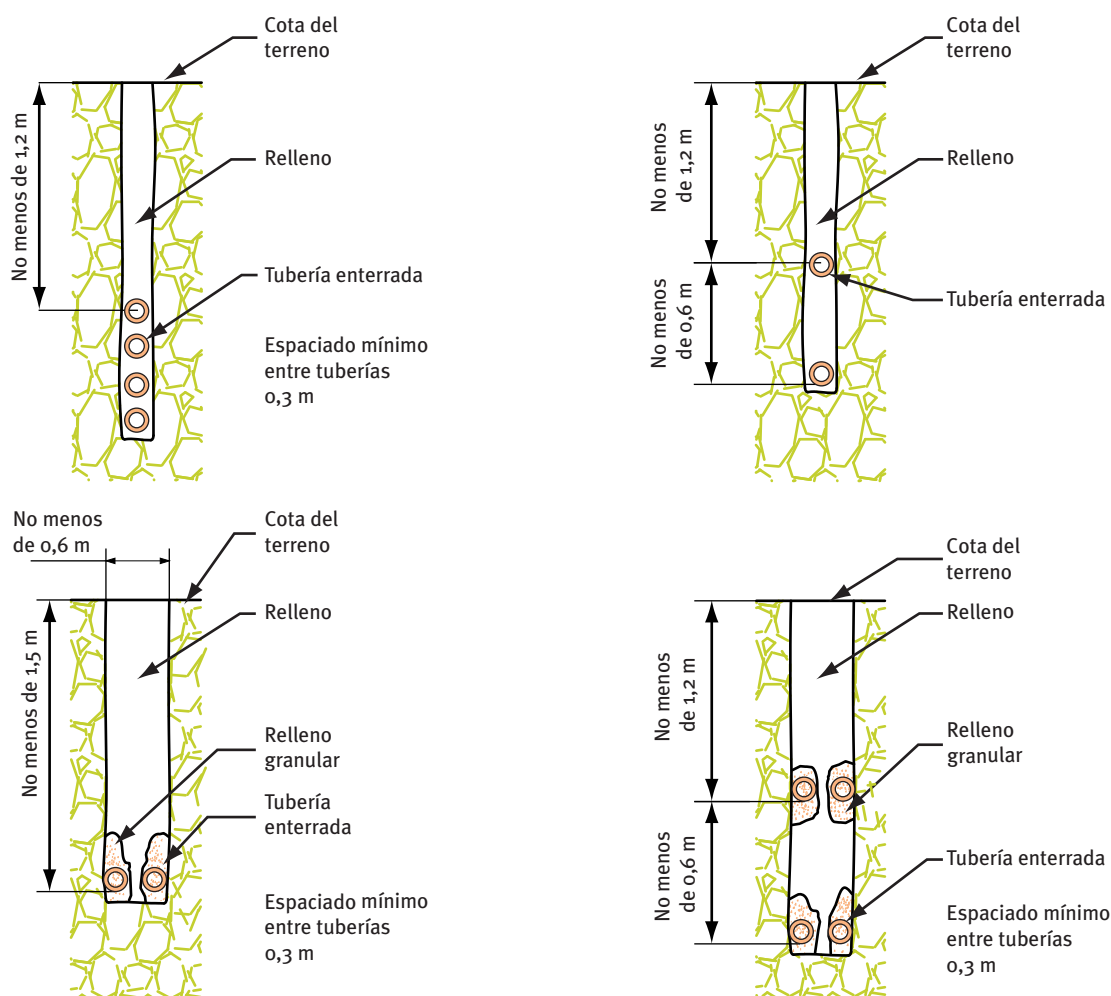 Cota del
terreno
No menos de 1,2 m
Relleno
Tubería enterrada
Espaciado mínimo
entre tuberías
0,3 m
Cota del
terreno
No menos
de 1,2 m
Relleno
No menos
de 0,6 m
Tubería enterrada
No menos
de 0,6 m
Cota del
terreno
No menos de 1,5 m
Relleno
Relleno
granular
Tubería
enterrada
Espaciado mínimo
entre tuberías
0,3 m
Cota del
terreno
Relleno
No menos
de 1,2 m
Relleno
granular
No menos
de 0,6 m
Tubería enterrada
Espaciado mínimo
entre tuberías
0,3 m